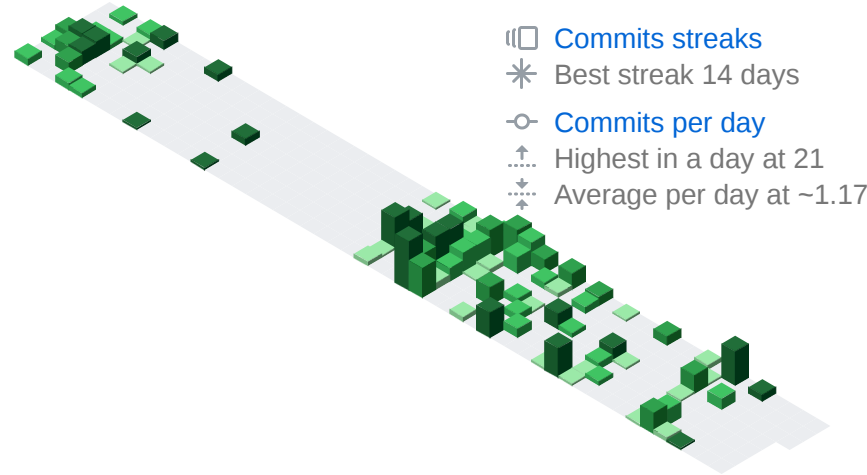 Commits streaks
Best streak 14 days
Commits per day
Highest in a day at 21
Average per day at ~1.17